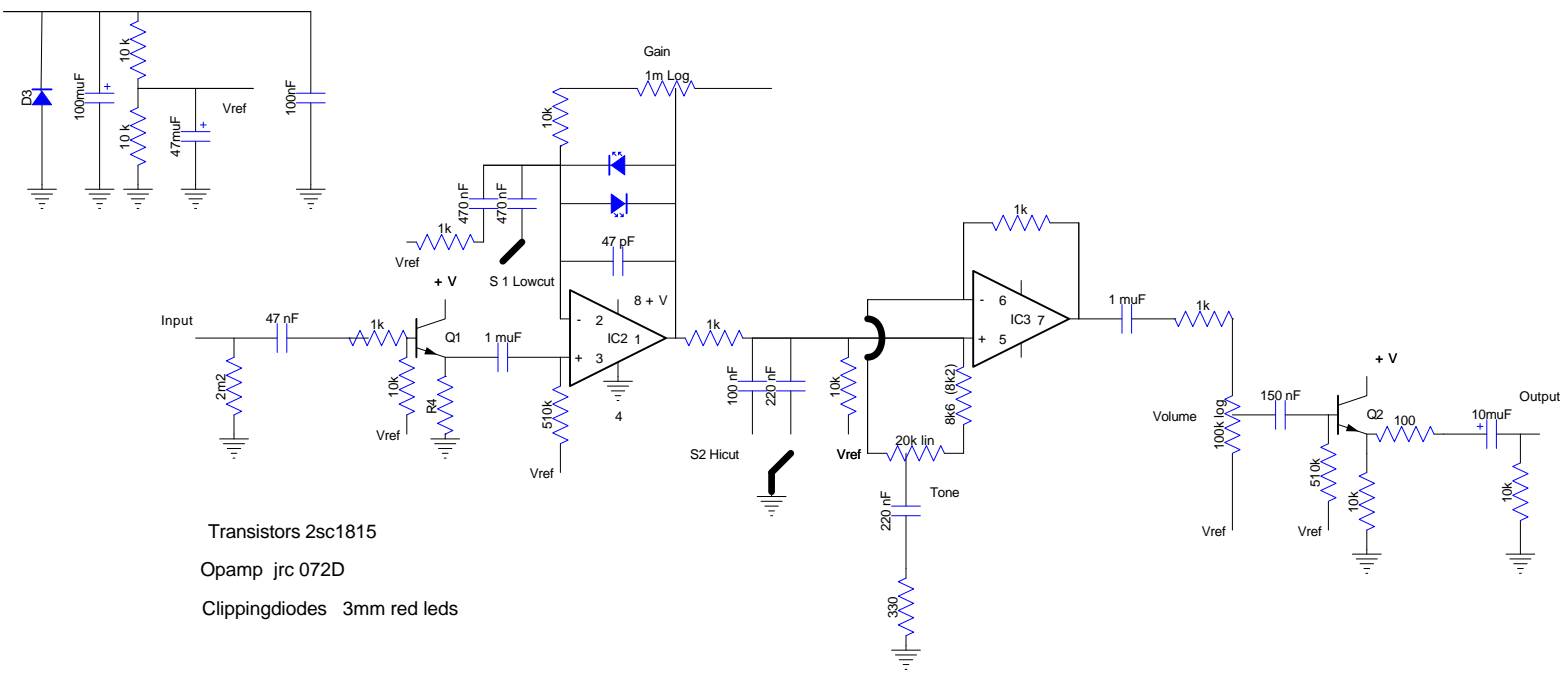 D3
100muF
+
10 k
10 k
47muF
+
Vref
100nF
Gain
1m Log
10k
470 nF
470 nF
1k
Vref
S 1 Lowcut
47 pF
+ V
8 + V
Input
47 nF
1k
Q1
1 muF
- 2
IC2 1
+ 3
4
2m2
10k
Vref
R4
510k
Vref
1k
100 nF
220 nF
S2 Hicut
10k
Vref
1k
- 6
IC3 7
+ 5
8k6 (8k2)
20k lin
Tone
220 nF
330
1 muF
1k
Volume
100k log
Vref
150 nF
+ V
Q2
510k
Vref
10k
100
10muF
+
Output
10k
Transistors 2sc1815
Opamp jrc 072D
Clippingdiodes 3mm red leds